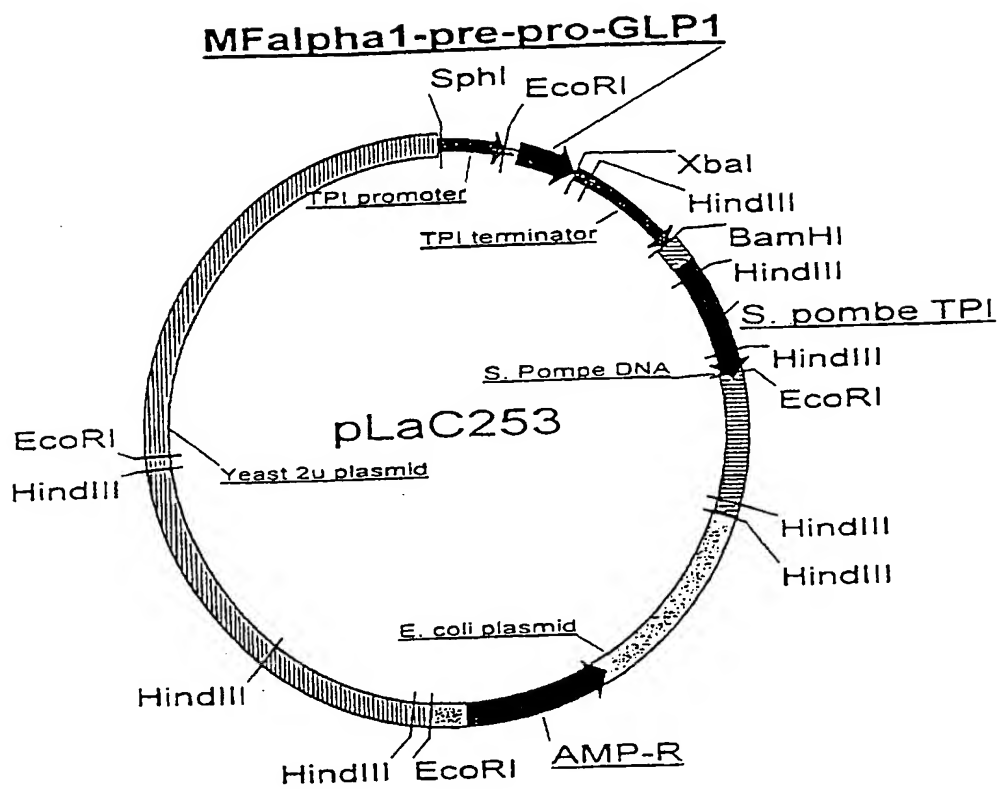 MFalpha1-pre-pro-GLP1
SphI
EcoRI
XbaI
HindIII
TPI promoter
TPI terminator
BamHI
HindIII
S. pombe TPI
HindIII
S. Pompe DNA
EcoRI
pLaC253
EcoRI
HindIII
Yeast 2u plasmid
HindIII
HindIII
E. coli plasmid
HindIII
HindIII
EcoRI
AMP-R